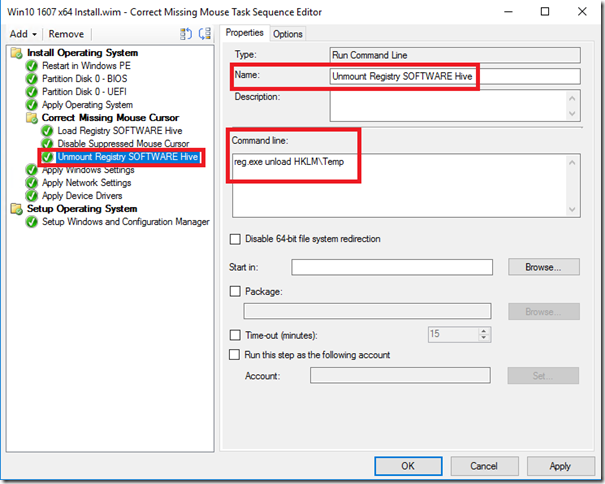 Win10 1607 x64 Install.wim - Correct Missing Mouse Task Sequence Editor
Add
Remove
Install Operating System
Restart in Windows PE
Partition Disk 0 - BIOS
Partition Disk 0 - UEFI
Apply Operating System
Correct Missing Mouse Cursor
Load Registry SOFTWARE Hive
Disable Suppressed Mouse Cursor
Unmount Registry SOFTWARE Hive
Apply Windows Settings
Apply Network Settings
Apply Device Drivers
Setup Operating System
Setup Windows and Configuration Manager
Properties
Options
Type:
Run Command Line
Name:
Unmount Registry SOFTWARE Hive
Description:
Command line:
reg.exe unload HKLM\Temp
Disable 64-bit file system redirection
Start in:
Browse...
Package:
Browse...
Time-out (minutes):
15
Run this step as the following account
Account:
Set...
OK
Cancel
Apply